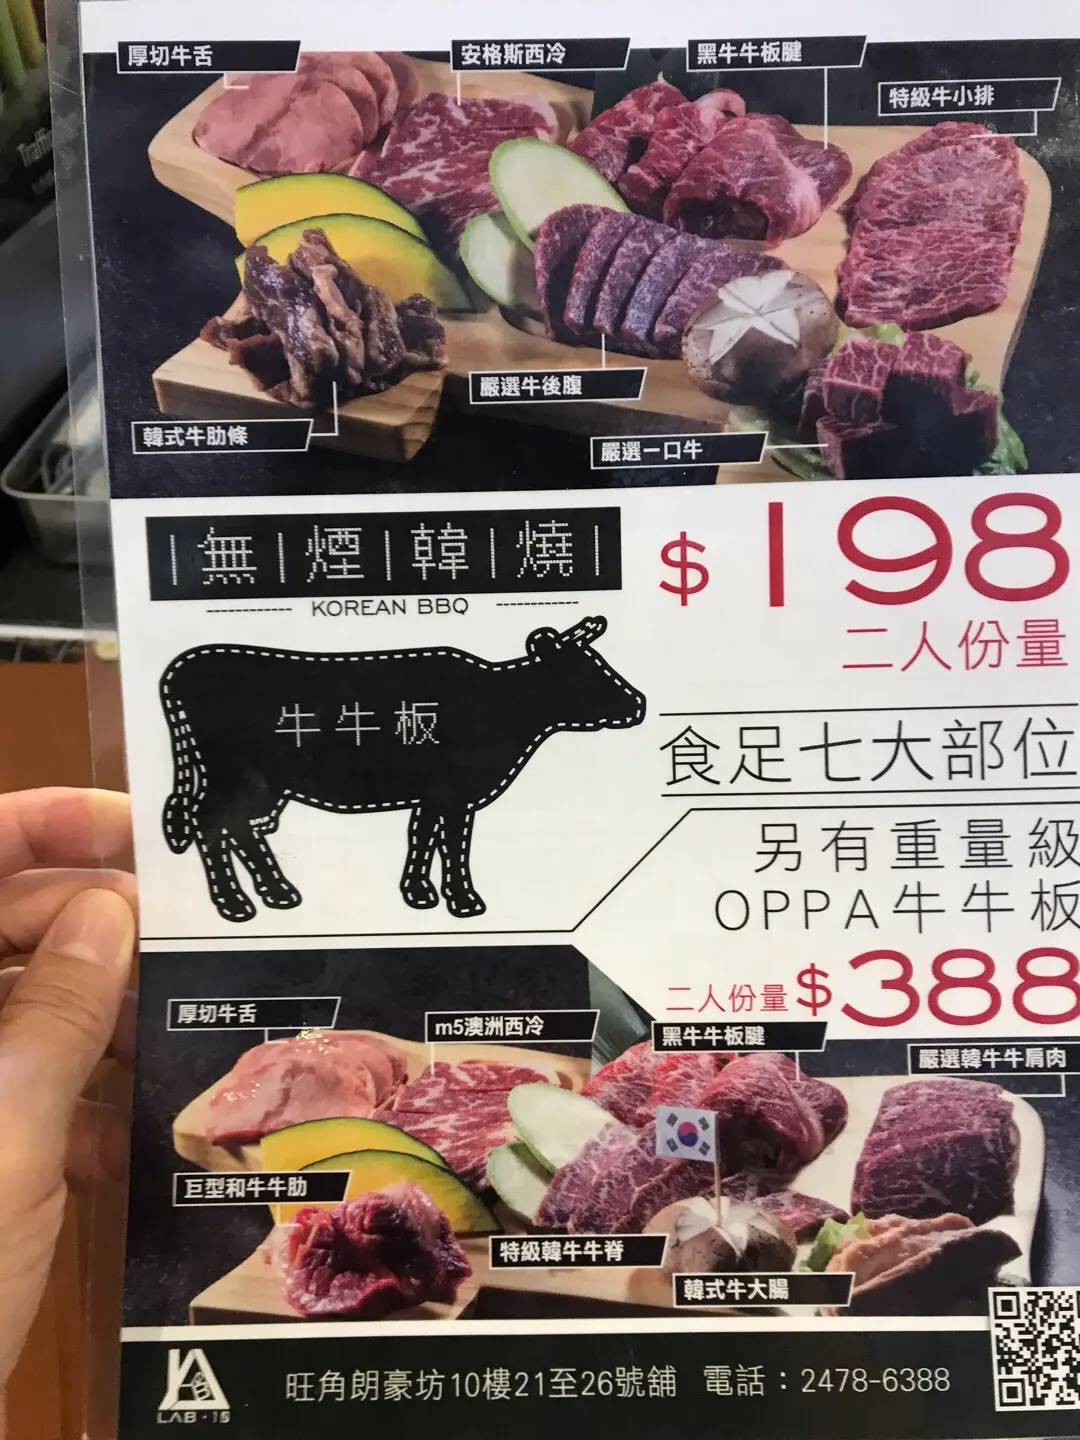 厚切牛舌
安格斯西冷
黑牛牛板腱
特級牛小排
嚴選牛後腹
韓式牛肋條
嚴選一口牛
|無|煙|韓|燒|
KOREAN BBQ
牛牛板
$198
二人份量
食足七大部位
另有重量級
OPPA牛牛板
二人份量$388
厚切牛舌
m5澳洲西冷
黑牛牛板腱
嚴選韓牛牛肩肉
巨型和牛牛肋
特級韓牛牛脊
韓式牛大腸
LAB·10
旺角朗豪坊10樓21至26號舖 電話：2478-6388